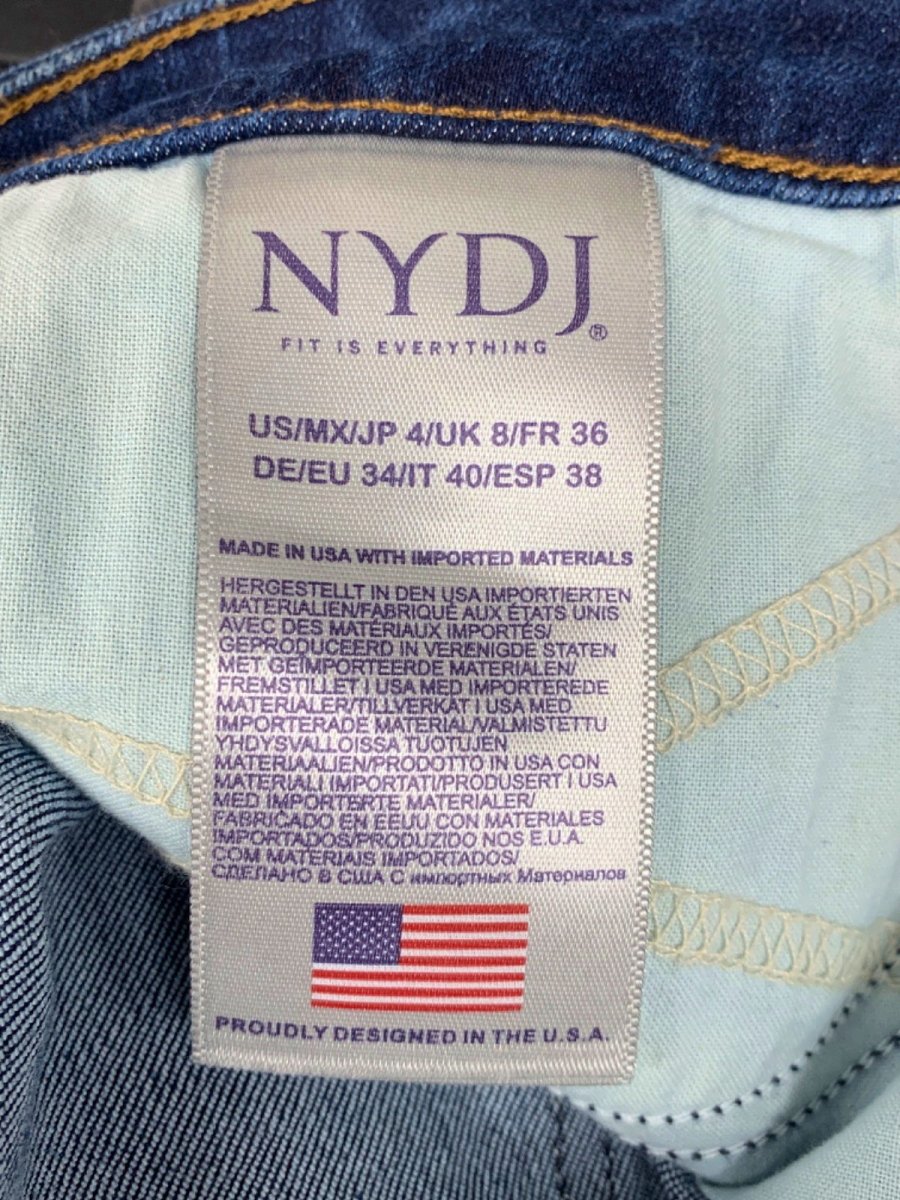 NYDJ®
FIT IS EVERYTHING
US/MX/JP 4/UK 8/FR 36
DE/EU 34/IT 40/ESP 38
MADE IN USA WITH IMPORTED MATERIALS
HERGESTELLT IN DEN USA IMPORTIERTEN
MATERIALIEN/FABRIQUÉ AUX ÉTATS UNIS
AVEC DES MATÉRIAUX IMPORTÉS/
GEPRODUCEERD IN VERENIGDE STATEN
MET GEÏMPORTEERDE MATERIALEN/
FREMSTILLET I USA MED IMPORTEREDE
MATERIALER/TILLVERKAT I USA MED
IMPORTERADE MATERIAL/VALMISTETTU
YHDYSVALLOISSA TUOTUJEN
MATERIAALIEN/PRODOTTO IN USA CON
MATERIALI IMPORTATI/PRODUSERT I USA
MED IMPORTERTE MATERIALER/
FABRICADO EN EEUU CON MATERIALES
IMPORTADOS/PRODUZIDO NOS E.U.A.
COM MATERIAIS IMPORTADOS/
СДЕЛАНО В США С импортных Материалов
PROUDLY DESIGNED IN THE U.S.A.